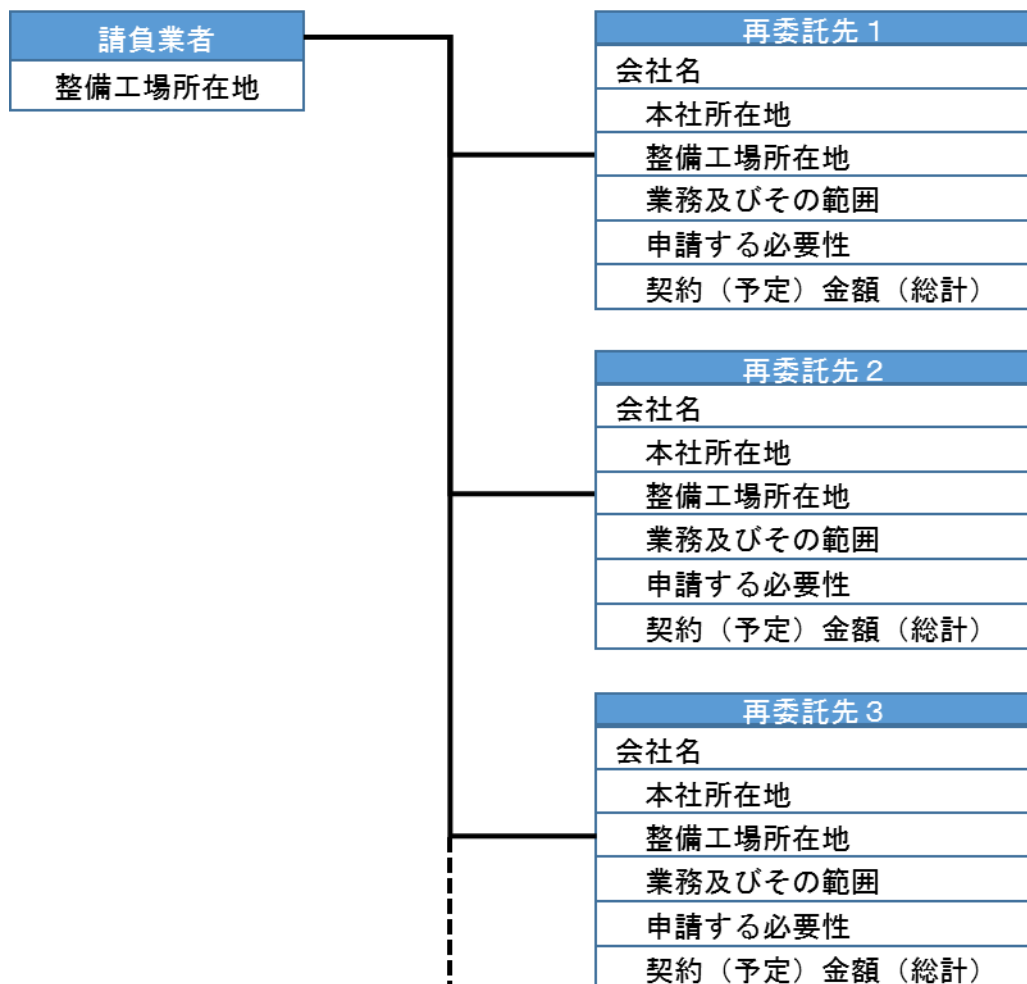 請負業者
整備工場所在地
再委託先1
会社名
本社所在地
整備工場所在地
業務及びその範囲
申請する必要性
契約（予定）金額（総計）
再委託先2
会社名
本社所在地
整備工場所在地
業務及びその範囲
申請する必要性
契約（予定）金額（総計）
再委託先3
会社名
本社所在地
整備工場所在地
業務及びその範囲
申請する必要性
契約（予定）金額（総計）